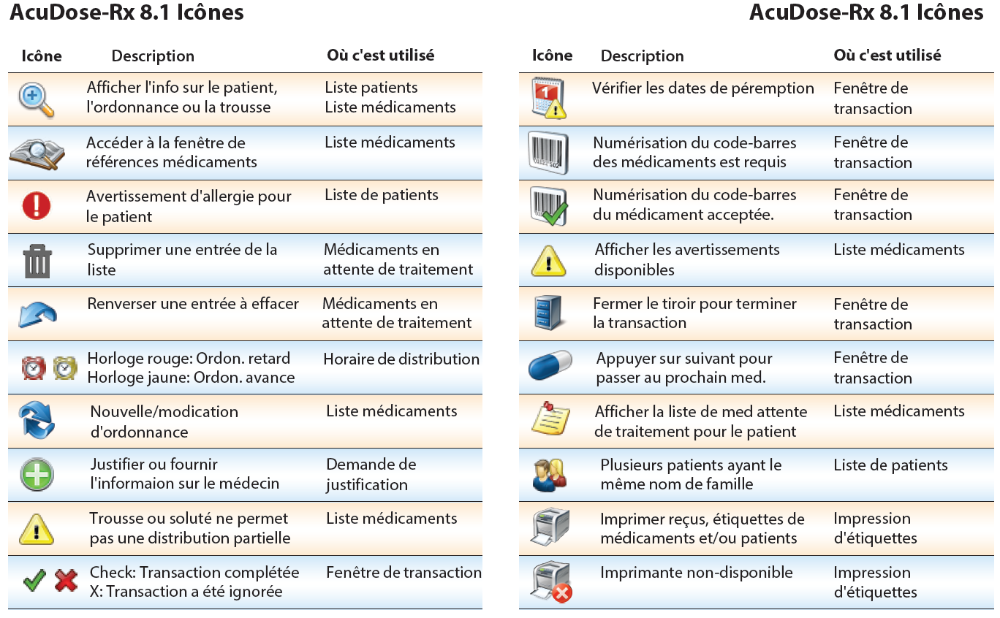 AcuDose-Rx 8.1 Icônes
Icône Description Où c'est utilisé
Afficher l'info sur le patient, Liste patients
l'ordonnance ou la trousse Liste médicaments
Accéder à la fenêtre de Liste médicaments
références médicaments
Avertissement d'allergie pour Liste de patients
le patient
Supprimer une entrée de la Médicaments en
liste attente de traitement
Renverser une entrée à effacer Médicaments en
attente de traitement
Horloge rouge: Ordon. retard Horaire de distribution
Horloge jaune: Ordon. avance
Nouvelle/modication Liste médicaments
d'ordonnance
Justifier ou fournir Demande de
l'informaion sur le médecin justification
Trousse ou soluté ne permet Liste médicaments
pas une distribution partielle
Check: Transaction complétée Fenêtre de transaction
X: Transaction a été ignorée
AcuDose-Rx 8.1 Icônes
Icône Description Où c'est utilisé
1
Vérifier les dates de péremption Fenêtre de
transaction
Numérisation du code-barres Fenêtre de
des médicaments est requis transaction
Numérisation du code-barres Fenêtre de
du médicament acceptée. transaction
Afficher les avertissements Liste médicaments
disponibles
Fermer le tiroir pour terminer Fenêtre de
la transaction transaction
Appuyer sur suivant pour Fenêtre de
passer au prochain med. transaction
Afficher la liste de med attente Liste médicaments
de traitement pour le patient
Plusieurs patients ayant le Liste de patients
même nom de famille
Imprimer reçus, étiquettes de Impression
médicaments et/ou patients d'étiquettes
Imprimante non-disponible Impression
d'étiquettes